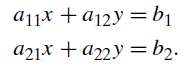 a₁₁x + a₁₂y = b₁
a₂₁x + a₂₂y = b₂.